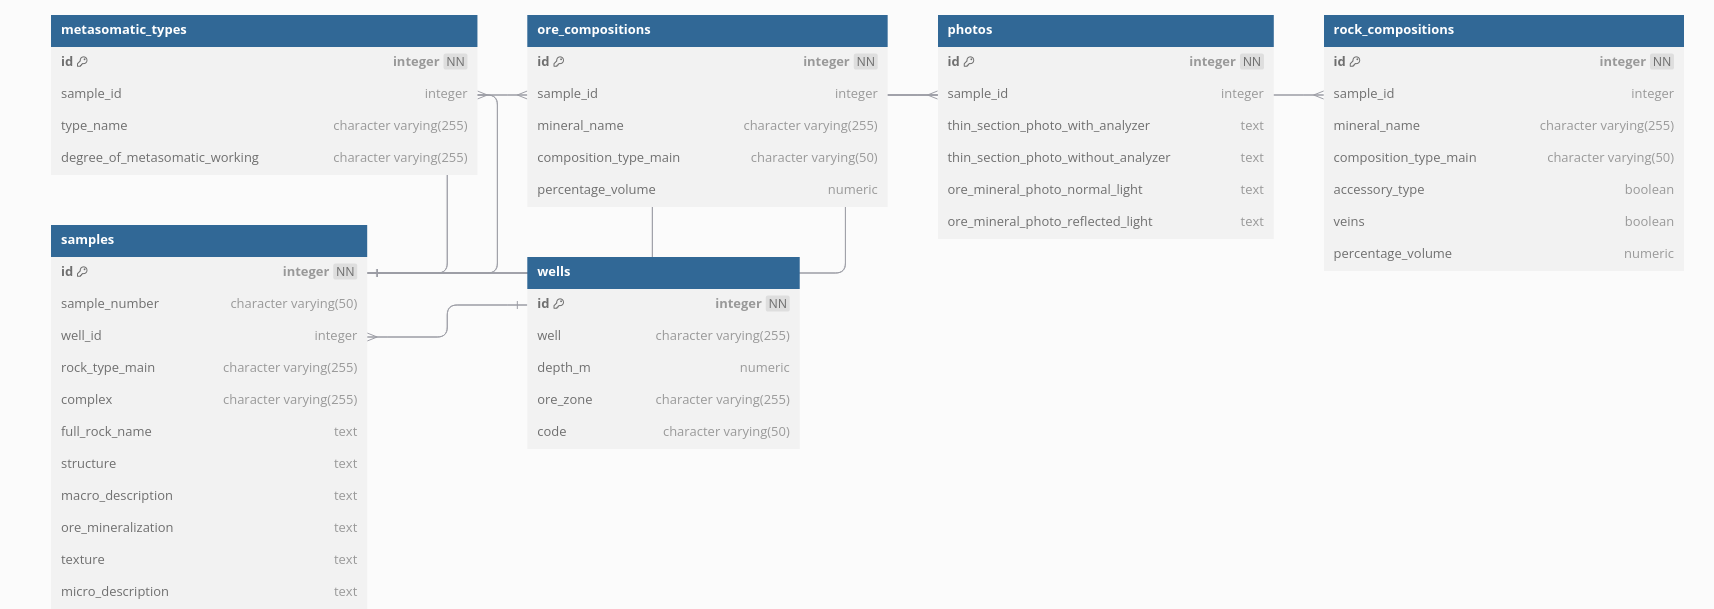 metasomatic_types
id integer NN
sample_id integer
type_name character varying(255)
degree_of_metasomatic_working character varying(255)
ore_compositions
id integer NN
sample_id integer
mineral_name character varying(255)
composition_type_main character varying(50)
percentage_volume numeric
photos
id integer NN
sample_id integer
thin_section_photo_with_analyzer text
thin_section_photo_without_analyzer text
ore_mineral_photo_normal_light text
ore_mineral_photo_reflected_light text
rock_compositions
id integer NN
sample_id integer
mineral_name character varying(255)
composition_type_main character varying(50)
accessory_type boolean
veins boolean
percentage_volume numeric
samples
id integer NN
sample_number character varying(50)
well_id integer
rock_type_main character varying(255)
complex character varying(255)
full_rock_name text
structure text
macro_description text
ore_mineralization text
texture text
micro_description text
wells
id integer NN
well character varying(255)
depth_m numeric
ore_zone character varying(255)
code character varying(50)